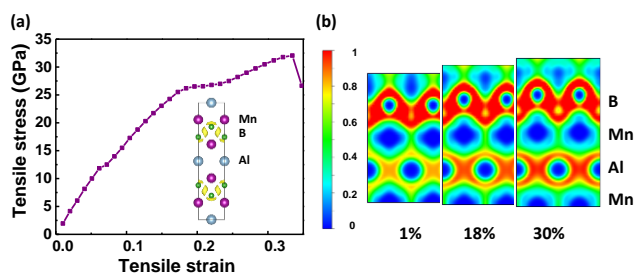 (a)
Tensile stress (GPa)
35
30
25
20
15
10
5
0
0.0
0.1
0.2
0.3
Tensile strain
Mn
B
Al
(b)
1
0.8
0.6
0.4
0.2
0
B
Mn
Al
Mn
1%
18%
30%